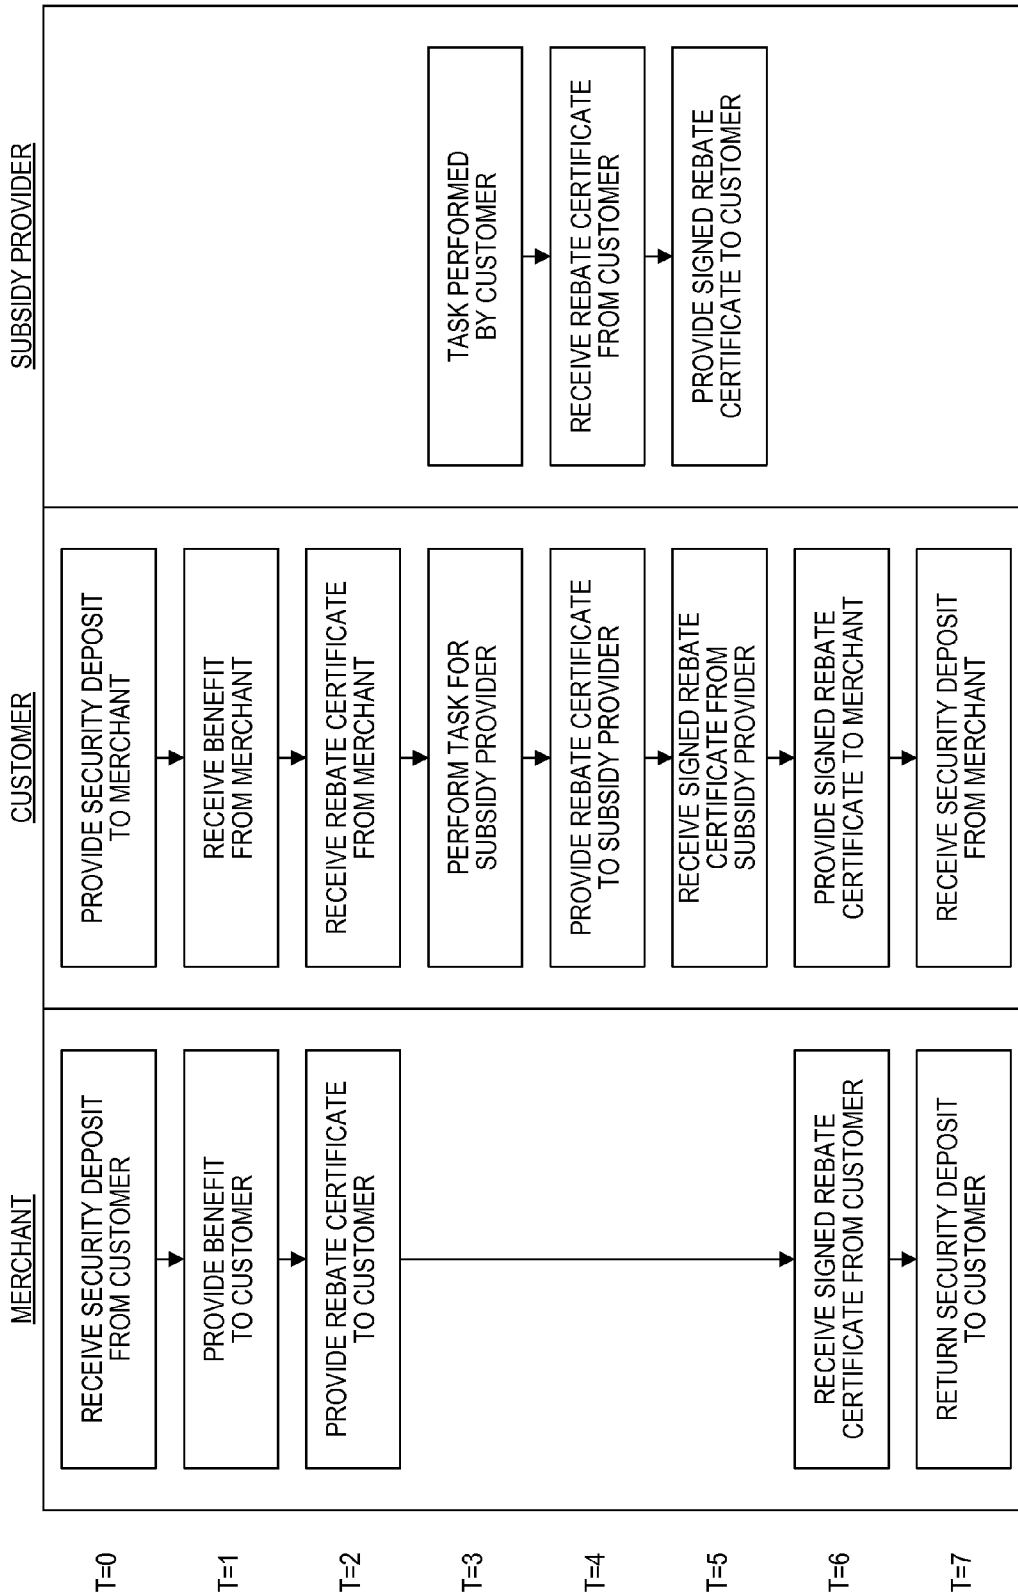 MERCHANT
CUSTOMER
SUBSIDY PROVIDER
T=0
RECEIVE SECURITY DEPOSIT
FROM CUSTOMER
PROVIDE SECURITY DEPOSIT
TO MERCHANT
T=1
PROVIDE BENEFIT
TO CUSTOMER
RECEIVE BENEFIT
FROM MERCHANT
T=2
PROVIDE REBATE CERTIFICATE
TO CUSTOMER
RECEIVE REBATE CERTIFICATE
FROM MERCHANT
T=3
PERFORM TASK FOR
SUBSIDY PROVIDER
TASK PERFORMED
BY CUSTOMER
T=4
PROVIDE REBATE CERTIFICATE
TO SUBSIDY PROVIDER
RECEIVE REBATE CERTIFICATE
FROM CUSTOMER
T=5
RECEIVE SIGNED REBATE
CERTIFICATE FROM
SUBSIDY PROVIDER
PROVIDE SIGNED REBATE
CERTIFICATE TO CUSTOMER
T=6
RECEIVE SIGNED REBATE
CERTIFICATE FROM CUSTOMER
PROVIDE SIGNED REBATE
CERTIFICATE TO MERCHANT
T=7
RETURN SECURITY DEPOSIT
TO CUSTOMER
RECEIVE SECURITY DEPOSIT
FROM MERCHANT